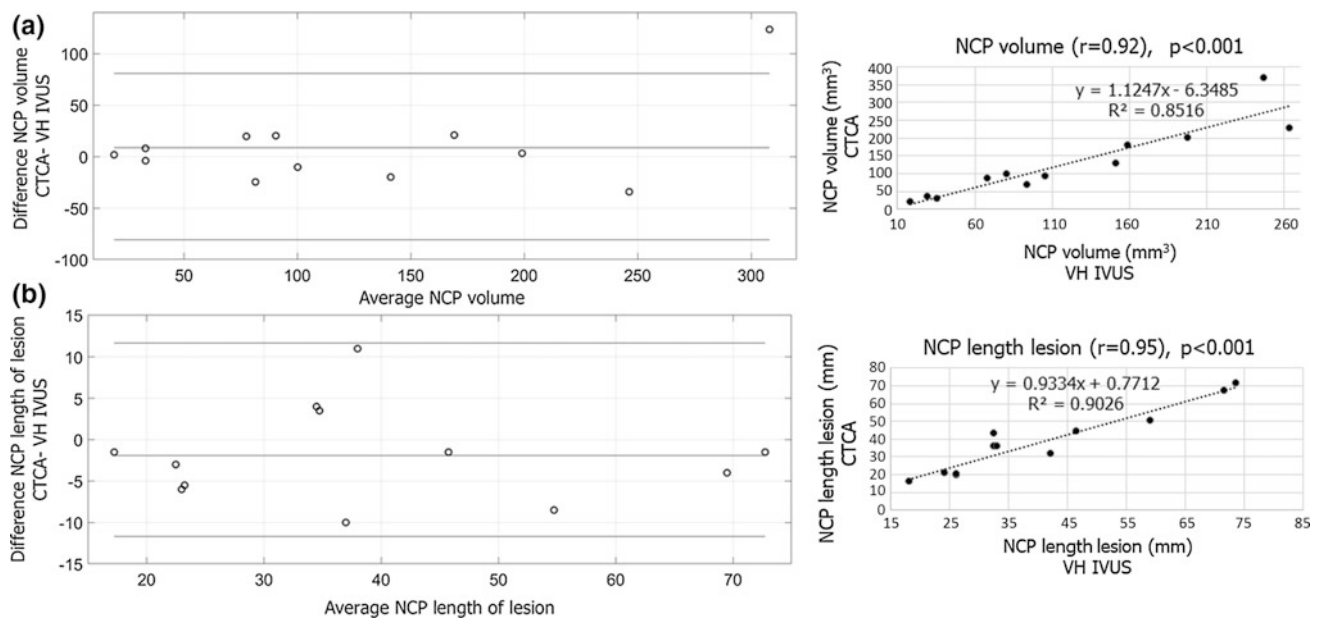 (a)
Difference NCP volume
CTCA- VH IVUS
100
50
0
-50
-100
50
100
150
200
250
300
Average NCP volume
NCP volume (r=0.92), p<0.001
NCP volume (mm³)
CTCA
400
350
300
250
200
150
100
50
0
y = 1.1247x - 6.3485
R² = 0.8516
10
60
110
160
210
260
NCP volume (mm³)
VH IVUS
(b)
Difference NCP length of lesion
CTCA- VH IVUS
15
10
5
0
-5
-10
-15
20
30
40
50
60
70
Average NCP length of lesion
NCP length lesion (r=0.95), p<0.001
NCP length lesion (mm)
CTCA
80
70
60
50
40
30
20
10
0
y = 0.9334x + 0.7712
R² = 0.9026
15
25
35
45
55
65
75
85
NCP length lesion (mm)
VH IVUS